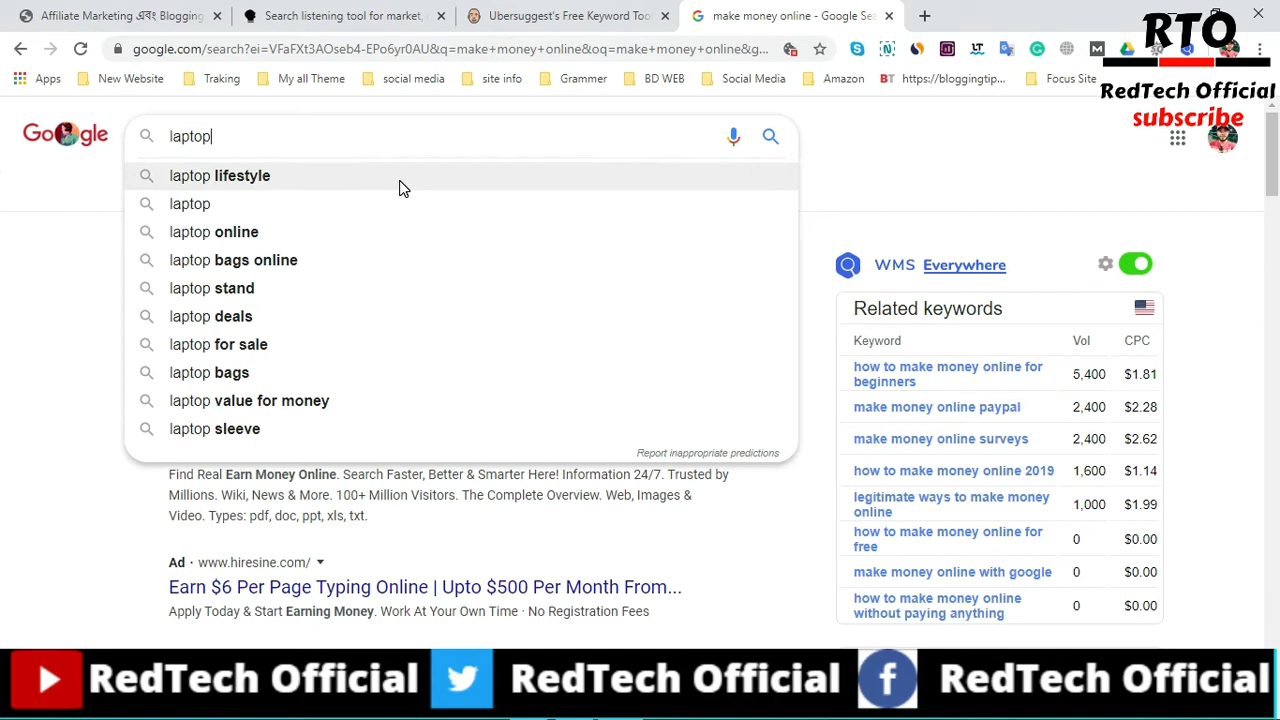 Affiliate Marketing এবং Blogging
Search listening tool for market,
Ubersuggest's Free Keyword Too
make money online - Google Sea
google.com/search?ei=VFaFXt3AOseb4-EPo6yr0AU&q=make+money+online&oq=make+money+online&g...
Apps
New Website
Traking
My all Theme
social media
site info
Grammer
BD WEB
Social Media
Amazon
BT
https://bloggingtip...
Focus Site
RTO
RedTech Official
subscribe
Google
laptop
laptop lifestyle
laptop
laptop online
laptop bags online
laptop stand
laptop deals
laptop for sale
laptop bags
laptop value for money
laptop sleeve
Report inappropriate predictions
Find Real Earn Money Online. Search Faster, Better & Smarter Here! Information 24/7. Trusted by
Millions. Wiki, News & More. 100+ Million Visitors. The Complete Overview. Web, Images &
Video. Types: pdf, doc, ppt, xls, txt.
Ad · www.hiresine.com/
Earn $6 Per Page Typing Online | Upto $500 Per Month From...
Apply Today & Start Earning Money. Work At Your Own Time · No Registration Fees
WMS Everywhere
Related keywords
Keyword Vol CPC
how to make money online for
beginners 5,400 $1.81
make money online paypal 2,400 $2.28
make money online surveys 2,400 $2.62
how to make money online 2019 1,600 $1.14
legitimate ways to make money
online 1,000 $1.99
how to make money online for
free 0 $0.00
make money online with google 0 $0.00
how to make money online
without paying anything 0 $0.00
RedTech Official
RedTech Official
RedTech Official